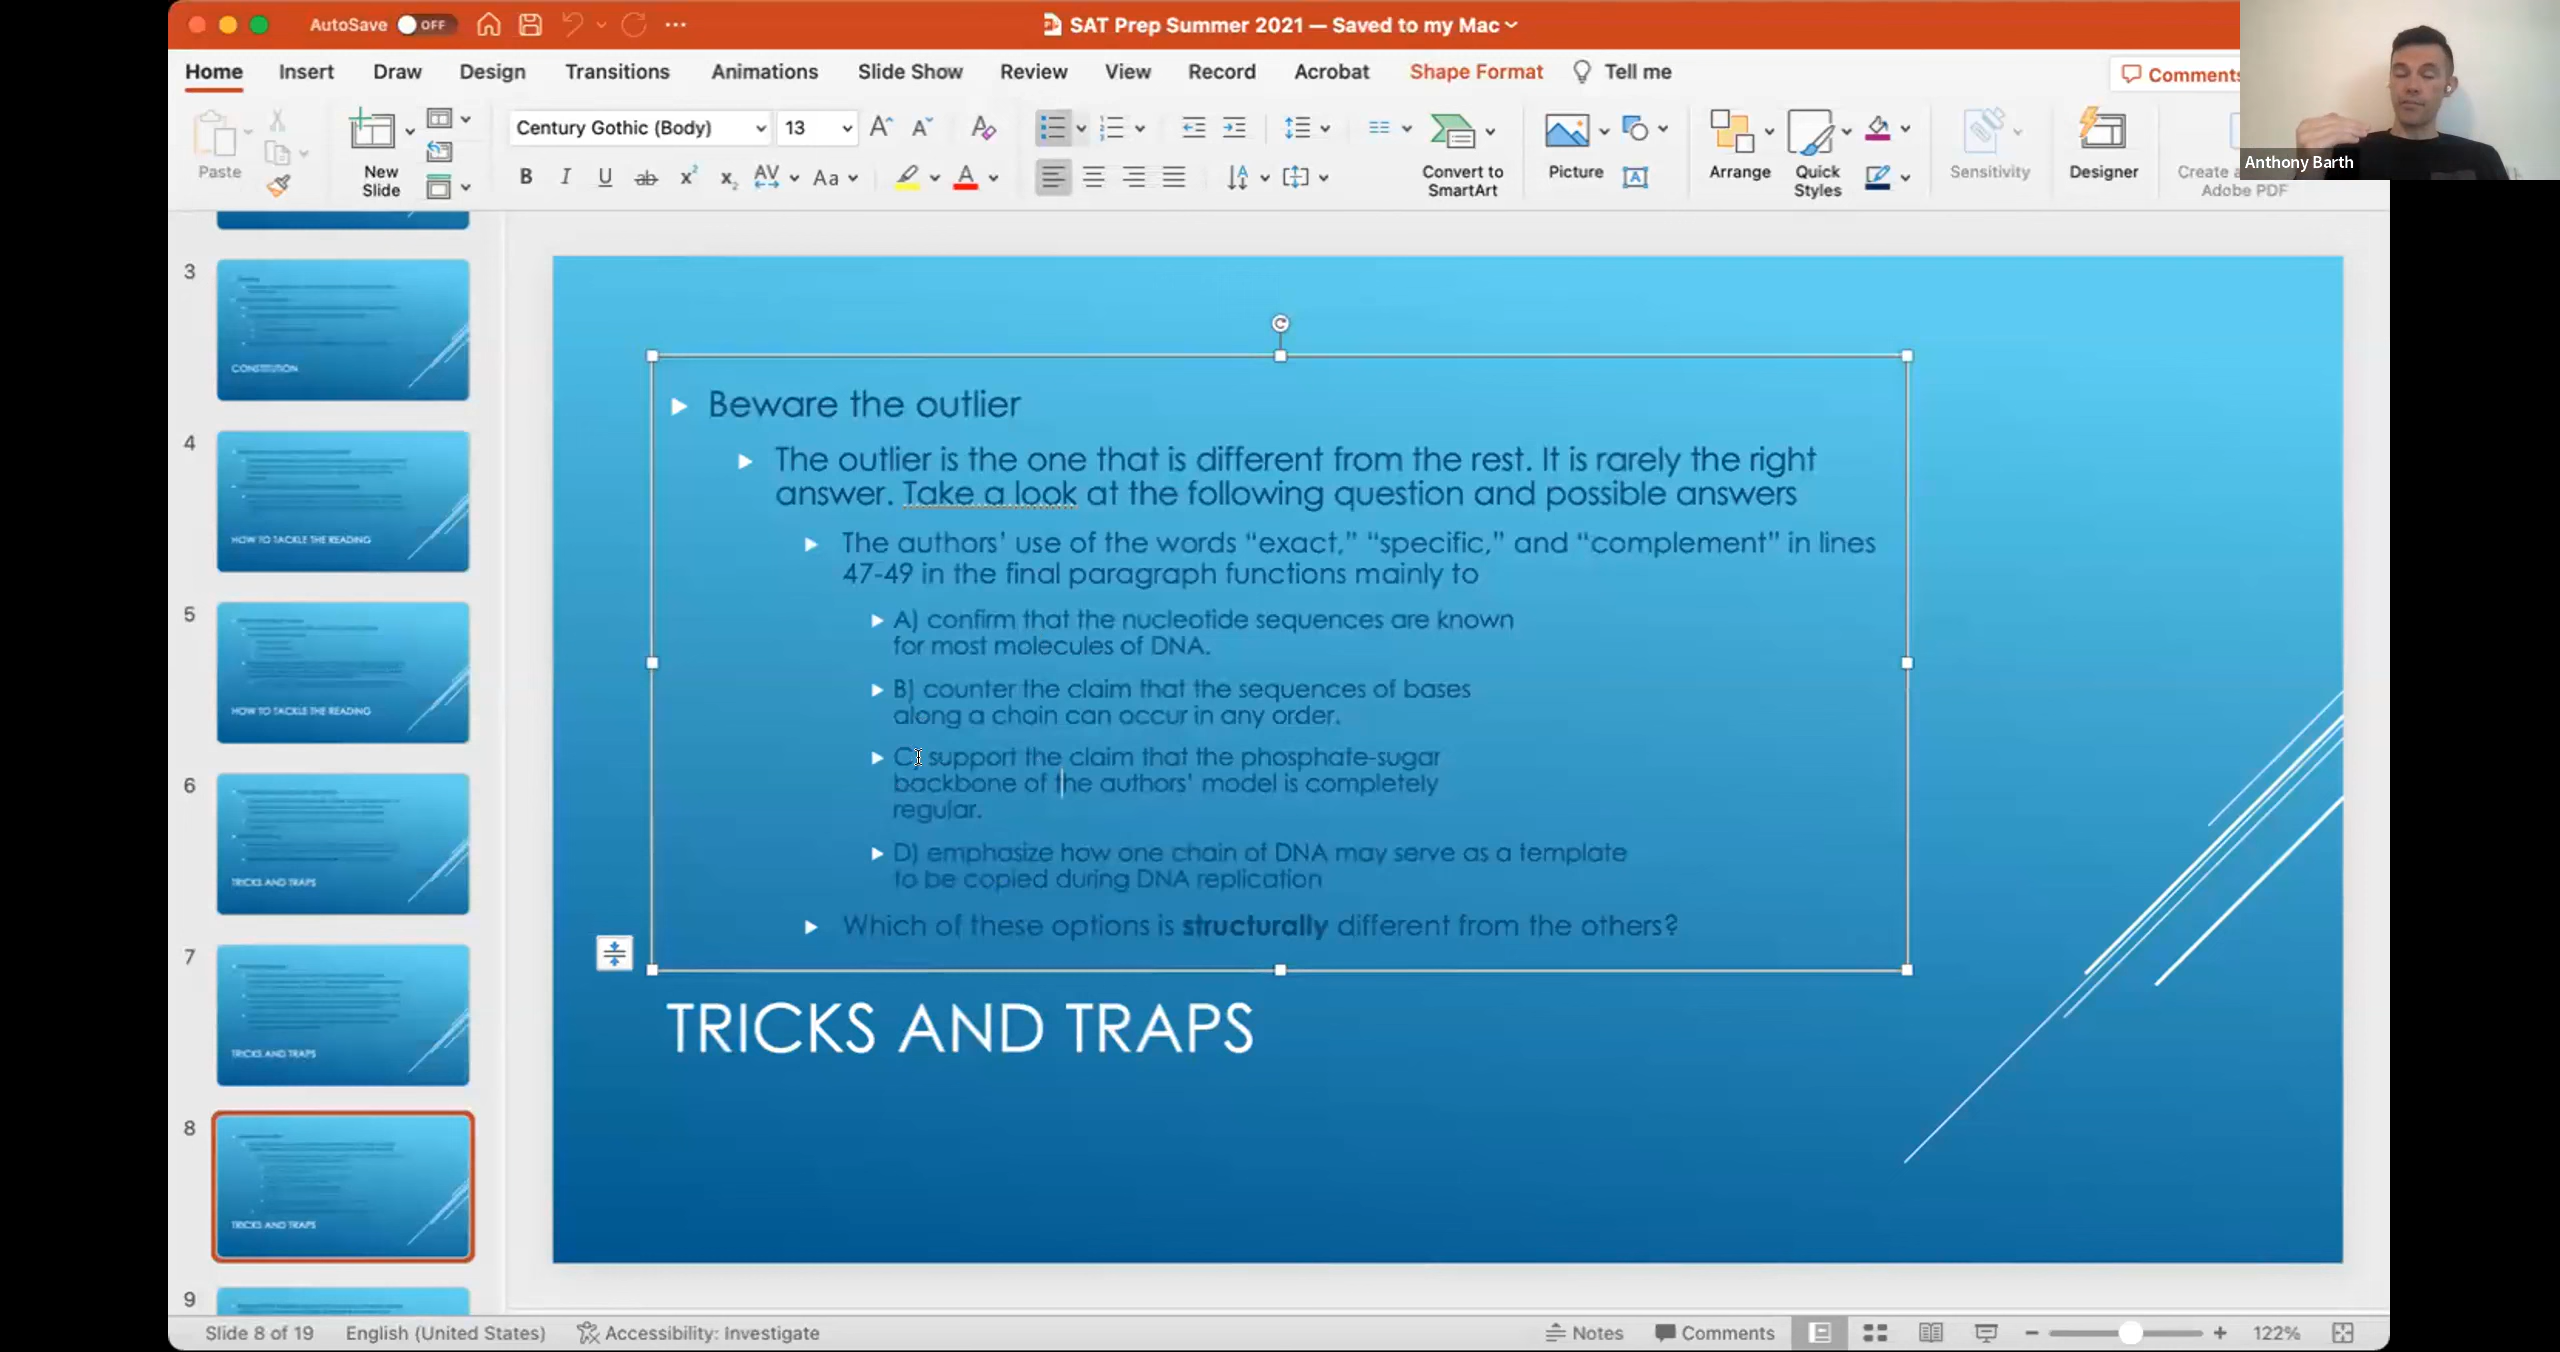 AutoSave OFF
SAT Prep Summer 2021 — Saved to my Mac
Home Insert Draw Design Transitions Animations Slide Show Review View Record Acrobat Shape Format Tell me Comments
Paste
New Slide
Century Gothic (Body) 13
Convert to SmartArt
Picture
Arrange
Quick Styles
Sensitivity
Designer
Create a
Adobe PDF
Anthony Barth
3
CONSTITUTION
4
HOW TO TACKLE THE READING
5
HOW TO TACKLE THE READING
6
TRICKS AND TRAPS
7
TRICKS AND TRAPS
8
TRICKS AND TRAPS
9
Beware the outlier
The outlier is the one that is different from the rest. It is rarely the right
answer. Take a look at the following question and possible answers
The authors' use of the words “exact,” “specific,” and “complement” in lines
47-49 in the final paragraph functions mainly to
A) confirm that the nucleotide sequences are known
for most molecules of DNA.
B) counter the claim that the sequences of bases
along a chain can occur in any order.
C) support the claim that the phosphate-sugar
backbone of the authors' model is completely
regular.
D) emphasize how one chain of DNA may serve as a template
to be copied during DNA replication
Which of these options is structurally different from the others?
TRICKS AND TRAPS
Slide 8 of 19 English (United States) Accessibility: Investigate Notes Comments 122%